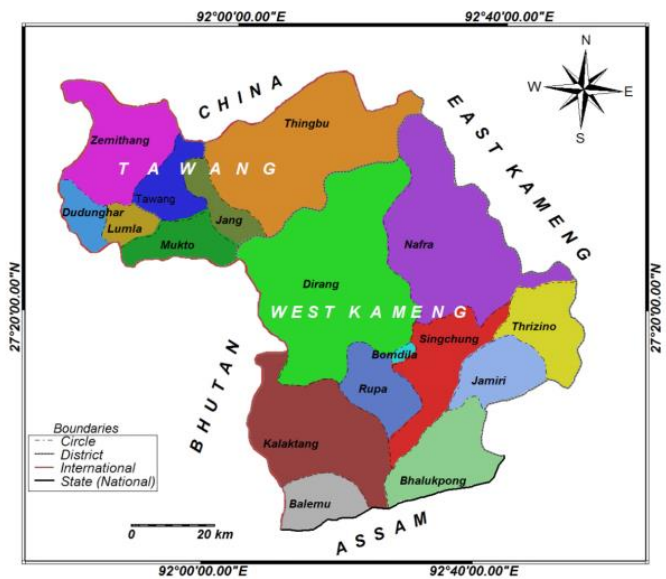 92°00'00.00"E
92°40'00.00"E
N
W
E
S
CHINA
EAST KAMENG
Zemithang
Thingbu
TAWANG
Tawang
Dudunghar
Lumla
Jang
Mukto
Nafra
27°20'00.00"N
27°20'00.00"N
Dirang
WEST KAMENG
Thrizino
Singchung
Bomdila
BHUTAN
Rupa
Jamiri
Kalaktang
Boundaries
Circle
District
International
State (National)
Bhalukpong
Balemu
0
20 km
ASSAM
92°00'00.00"E
92°40'00.00"E